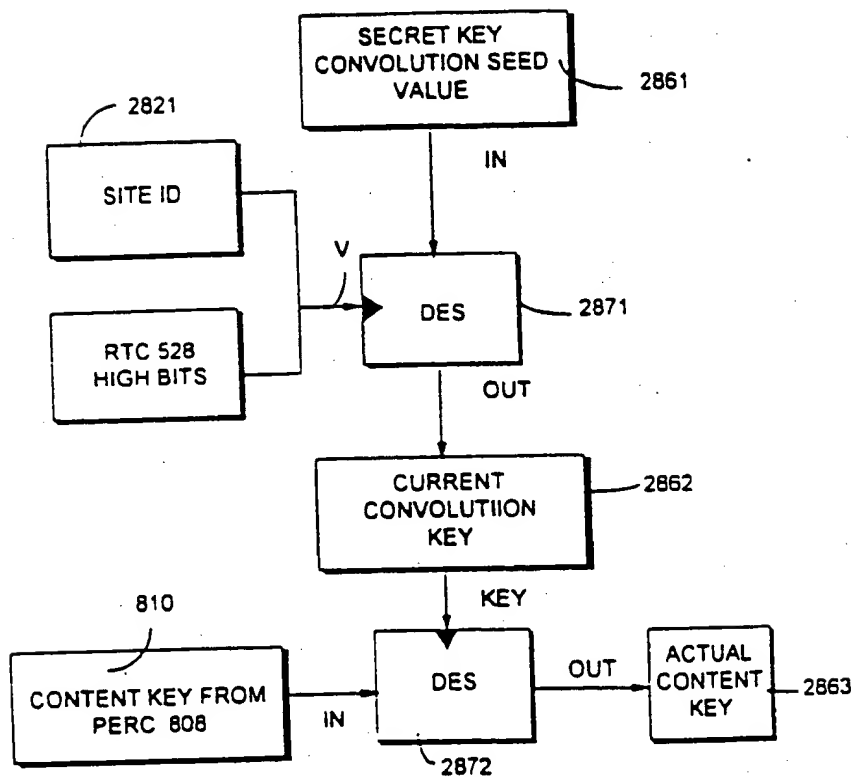 SECRET KEY
CONVOLUTION SEED
VALUE
2861
2821
IN
SITE ID
V
DES
2871
RTC 528
HIGH BITS
OUT
CURRENT
CONVOLUTIION
KEY
2862
KEY
810
CONTENT KEY FROM
PERC 808
IN
DES
OUT
ACTUAL
CONTENT
KEY
2863
2872